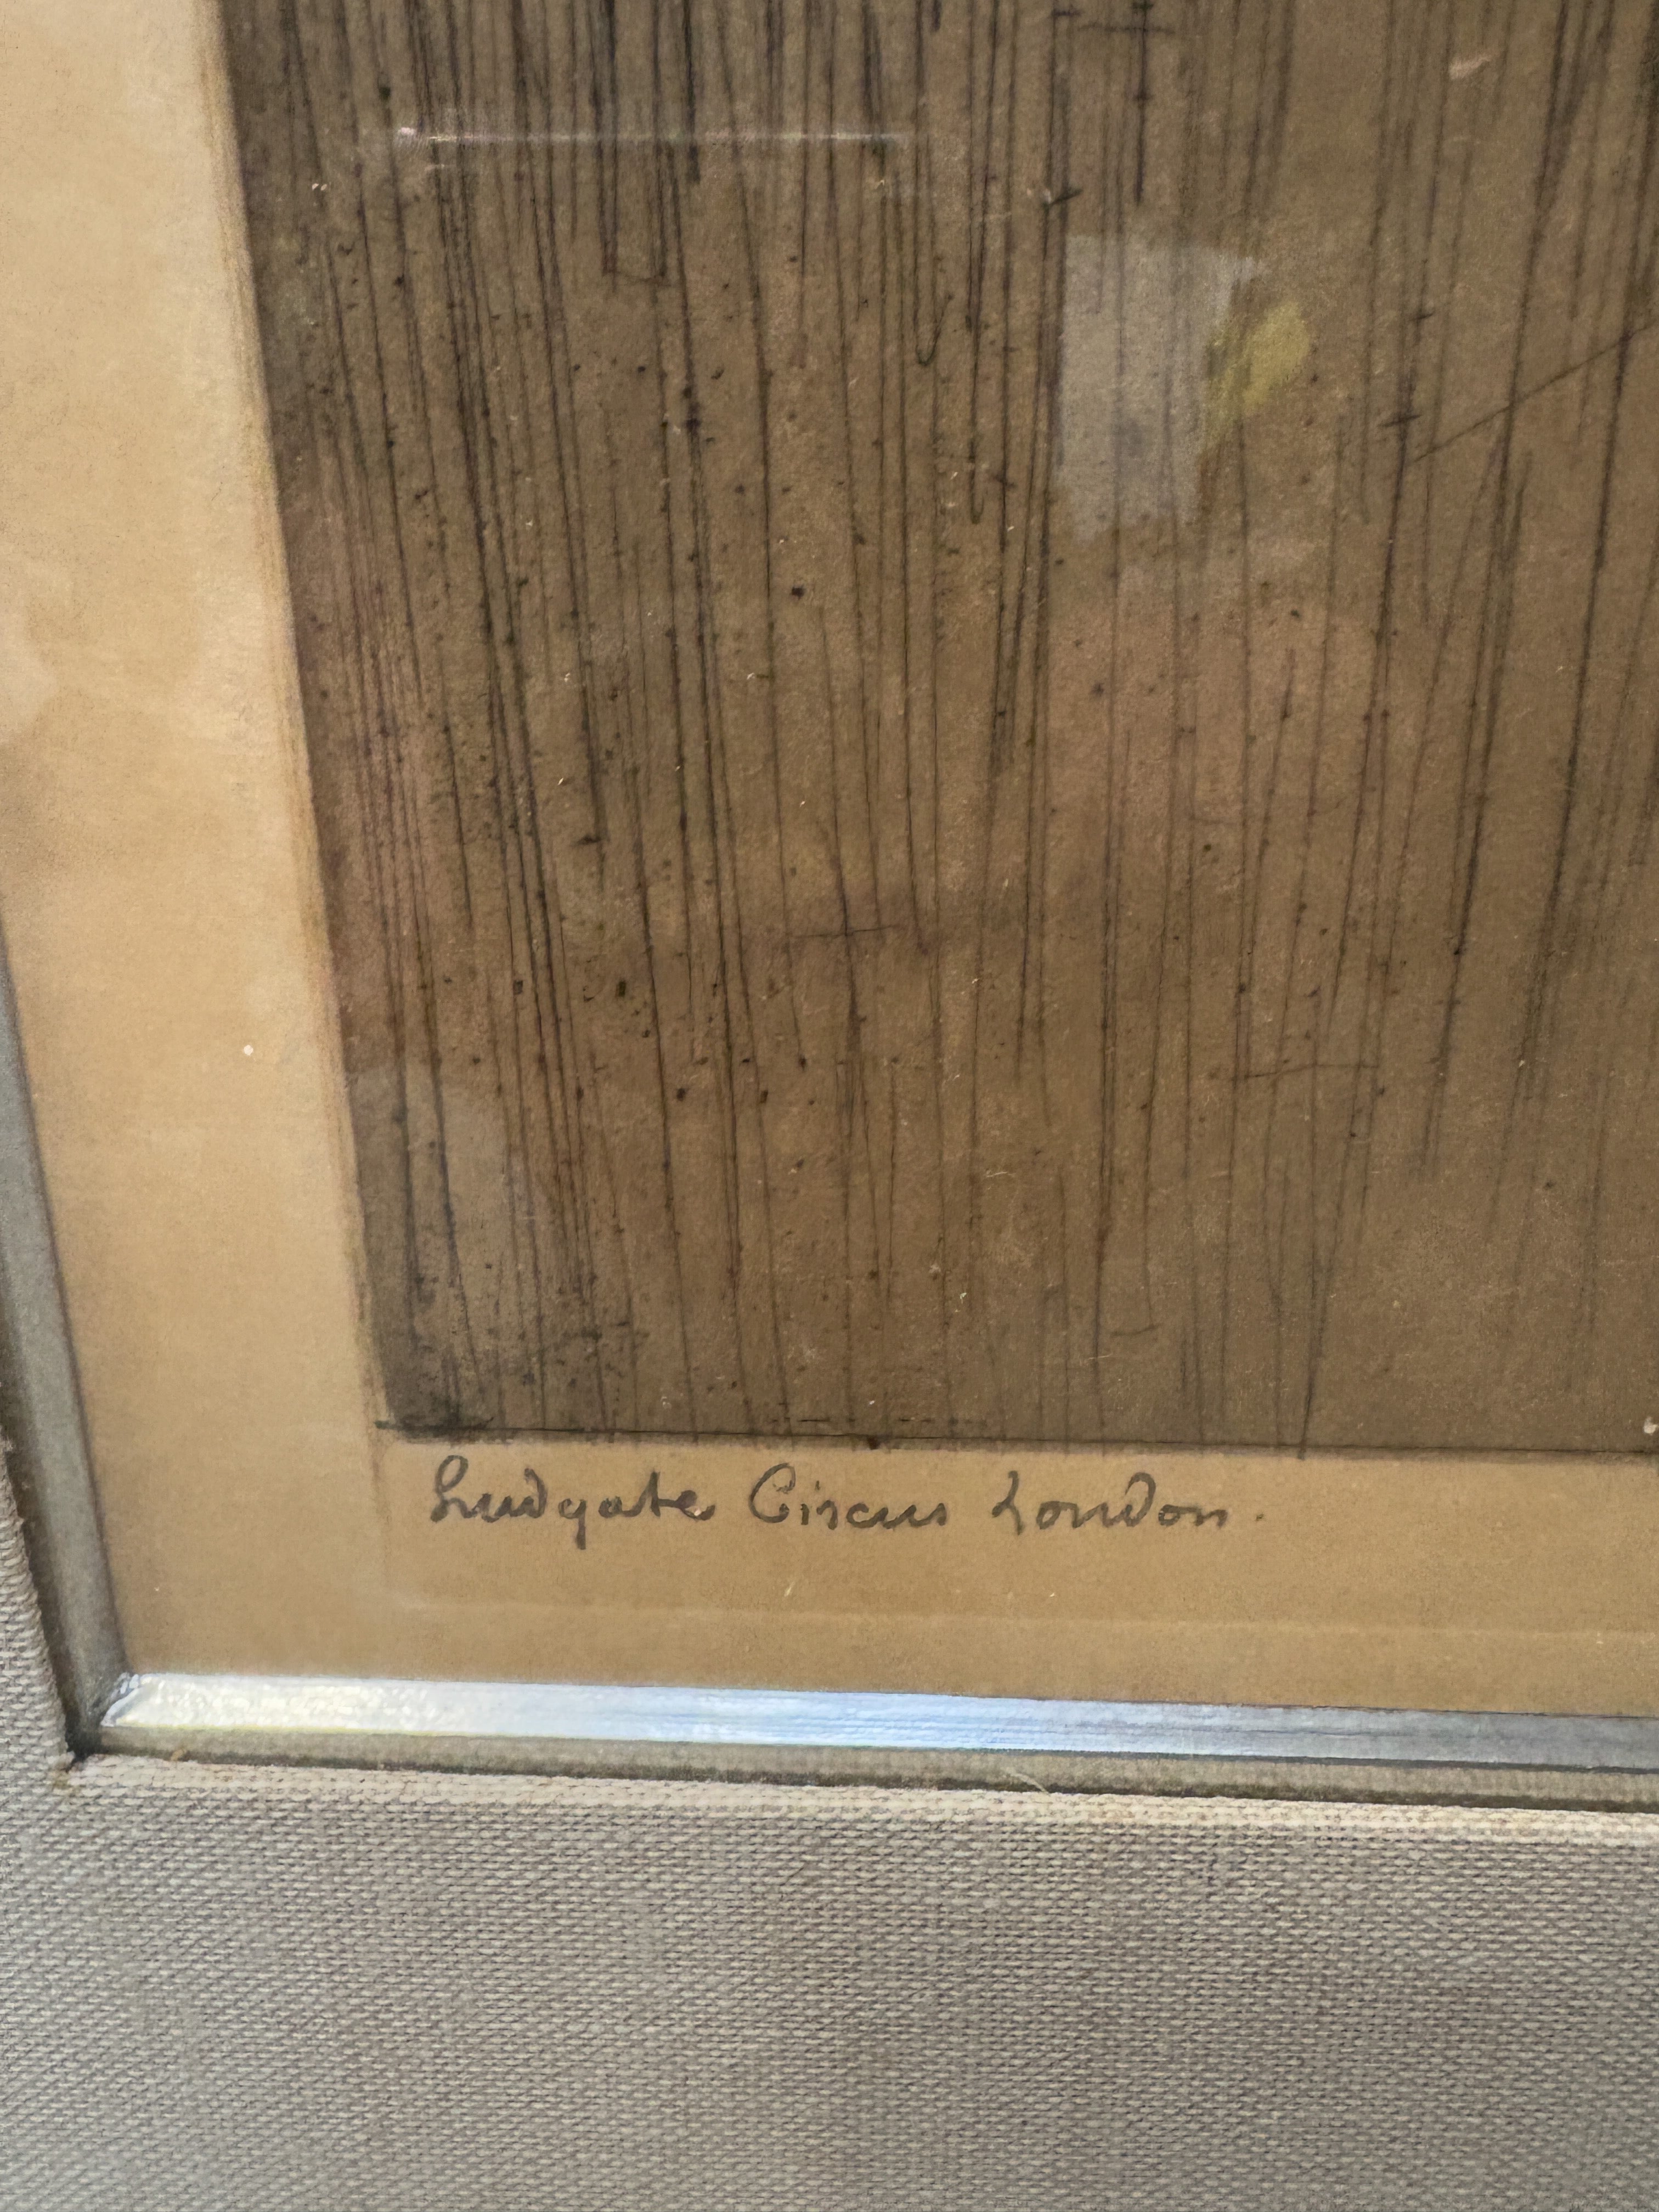 Ludgate Circus London.